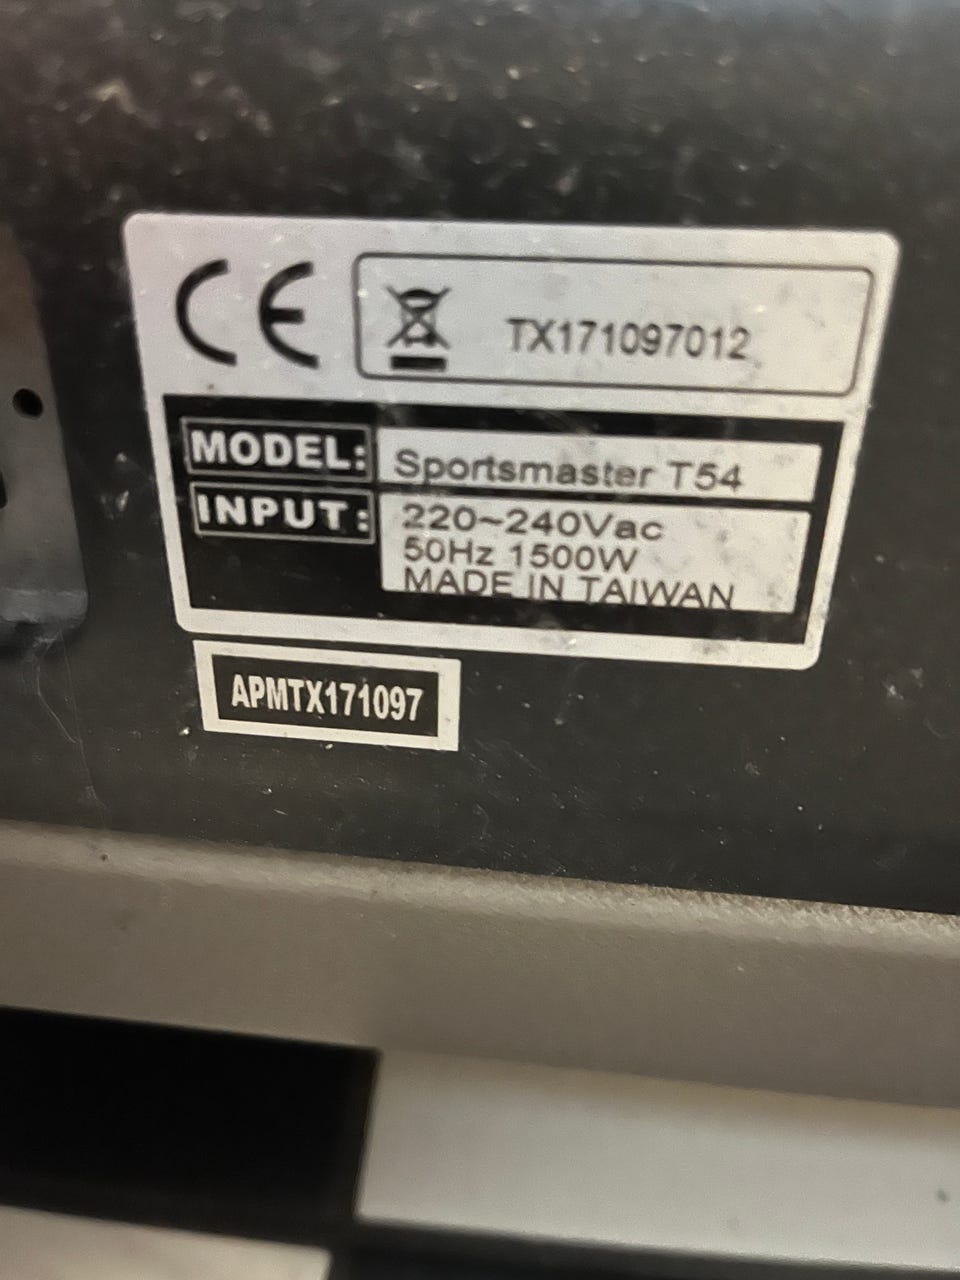 CE
TX171097012
MODEL: Sportsmaster T54
INPUT: 220~240Vac
50Hz 1500W
MADE IN TAIWAN
APMTX171097